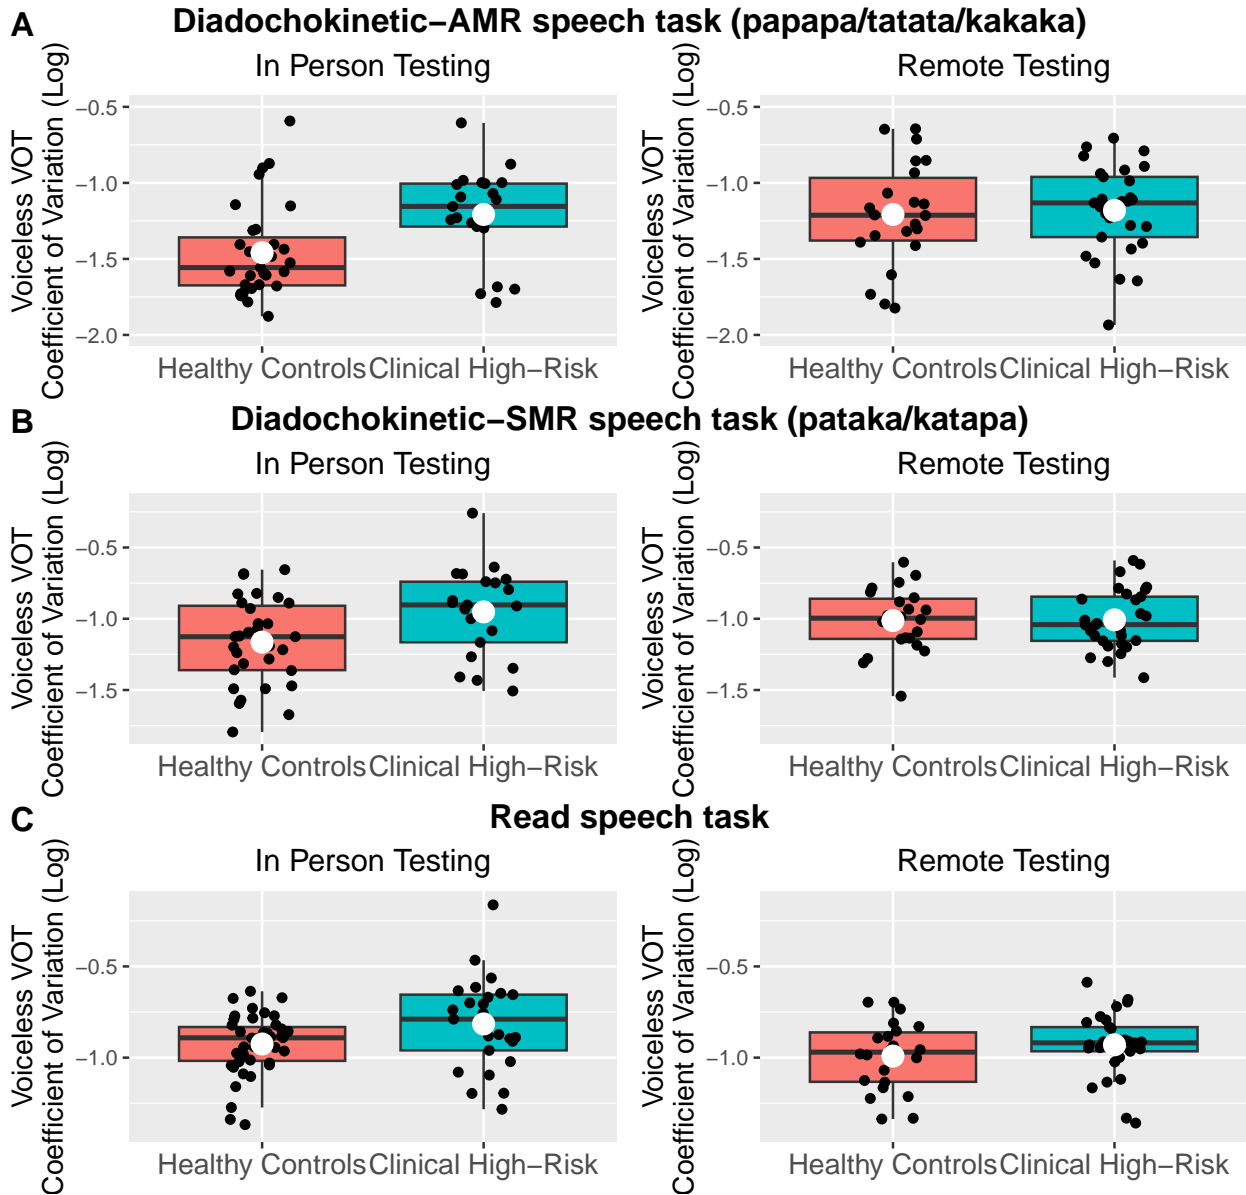 A
Diadochokinetic−AMR speech task (papapa/tatata/kakaka)
In Person Testing
Voiceless VOT
Coefficient of Variation (Log)
−0.5
−1.0
−1.5
−2.0
Healthy Controls
Clinical High−Risk
Remote Testing
Voiceless VOT
Coefficient of Variation (Log)
−0.5
−1.0
−1.5
−2.0
Healthy Controls
Clinical High−Risk
B
Diadochokinetic−SMR speech task (pataka/katapa)
In Person Testing
Voiceless VOT
Coefficient of Variation (Log)
−0.5
−1.0
−1.5
Healthy Controls
Clinical High−Risk
Remote Testing
Voiceless VOT
Coefficient of Variation (Log)
−0.5
−1.0
−1.5
Healthy Controls
Clinical High−Risk
C
Read speech task
In Person Testing
Voiceless VOT
Coefficient of Variation (Log)
−0.5
−1.0
Healthy Controls
Clinical High−Risk
Remote Testing
Voiceless VOT
Coefficient of Variation (Log)
−0.5
−1.0
Healthy Controls
Clinical High−Risk